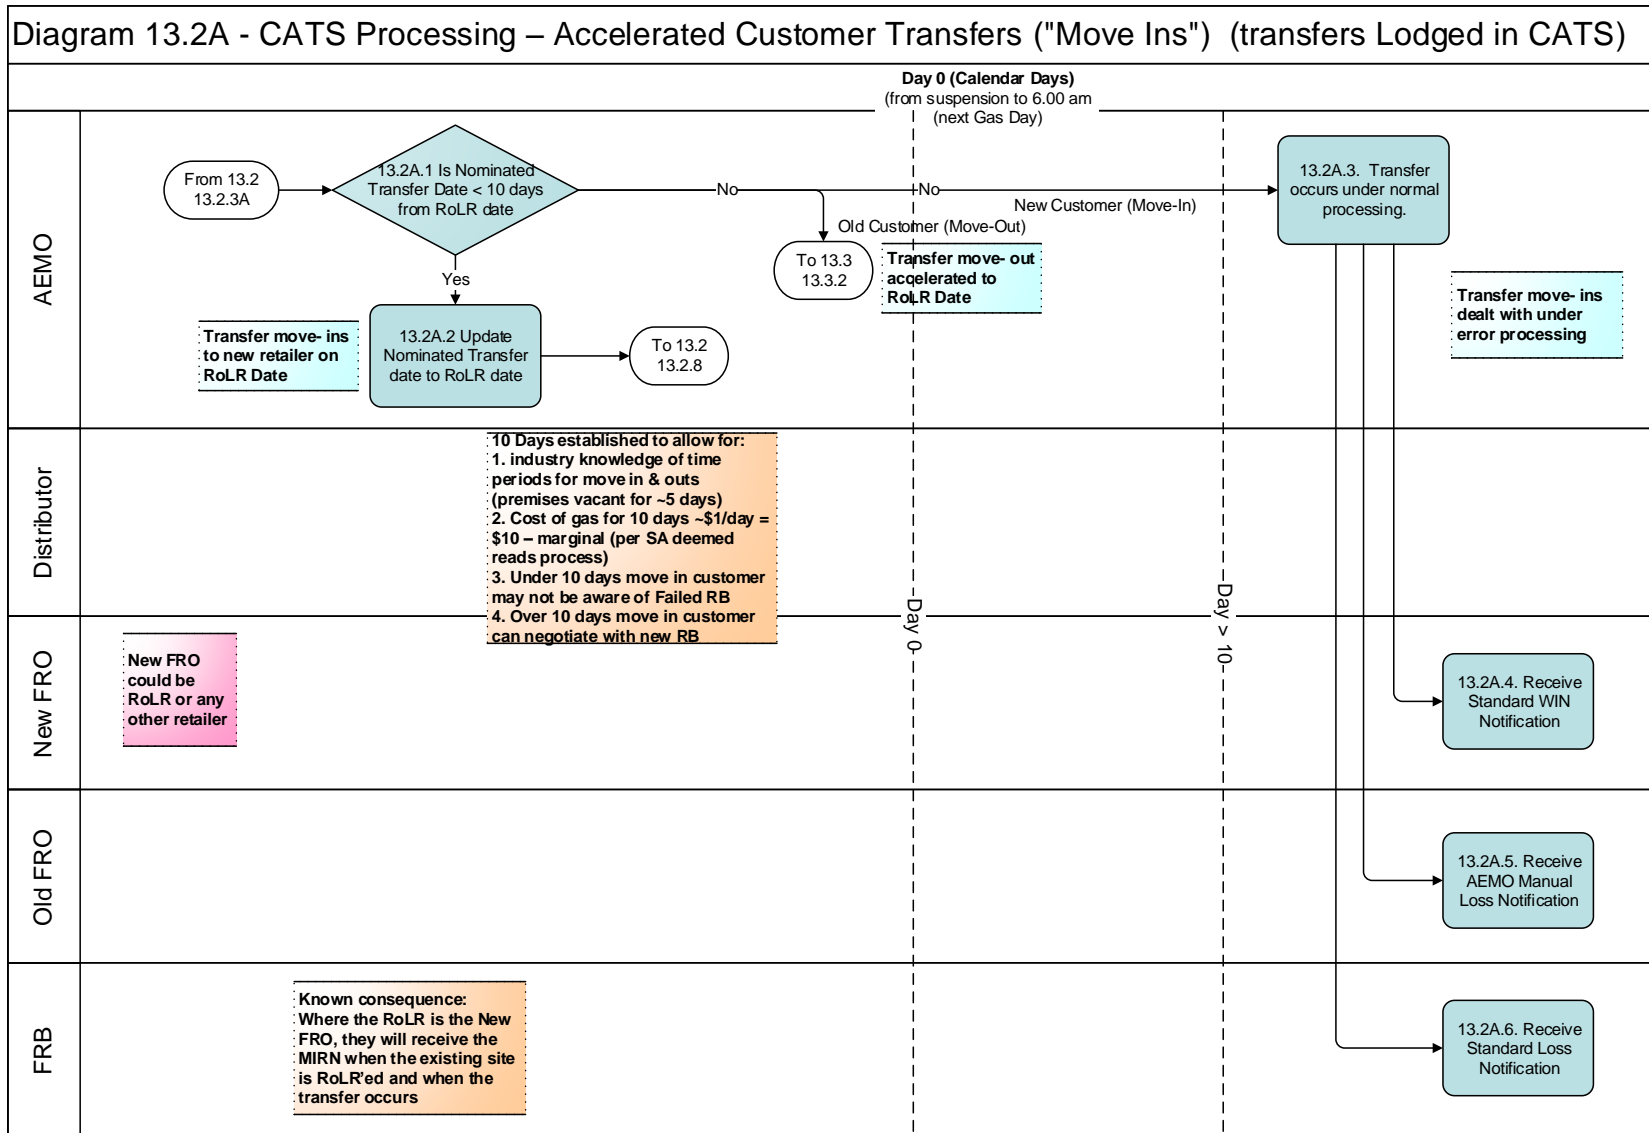 Diagram 13.2A - CATS Processing – Accelerated Customer Transfers ("Move Ins")  (transfers Lodged in CATS)
Day 0 (Calendar Days)
(from suspension to 6.00 am
(next Gas Day)
AEMO
From 13.2
13.2.3A
13.2A.1 Is Nominated
Transfer Date < 10 days
from RoLR date
No
No
New Customer (Move-In)
Old Customer (Move-Out)
13.2A.3.  Transfer
occurs under normal
processing.
To 13.3
13.3.2
Transfer move- out
accelerated to
RoLR Date
Yes
Transfer move- ins
to new retailer on
RoLR Date
13.2A.2 Update
Nominated Transfer
date to RoLR date
To 13.2
13.2.8
Transfer move- ins
dealt with under
error processing
Distributor
10 Days established to allow for:
1. industry knowledge of time
periods for move in & outs
(premises vacant for ~5 days)
2. Cost of gas for 10 days ~$1/day =
$10 – marginal (per SA deemed
reads process)
3. Under 10 days move in customer
may not be aware of Failed RB
4. Over 10 days move in customer
can negotiate with new RB
Day 0
Day > 10
New FRO
New FRO
could be
RoLR or any
other retailer
13.2A.4. Receive
Standard WIN
Notification
Old FRO
13.2A.5. Receive
AEMO Manual
Loss Notification
FRB
Known consequence:
Where the RoLR is the New
FRO, they will receive the
MIRN when the existing site
is RoLR’ed and when the
transfer occurs
13.2A.6. Receive
Standard Loss
Notification